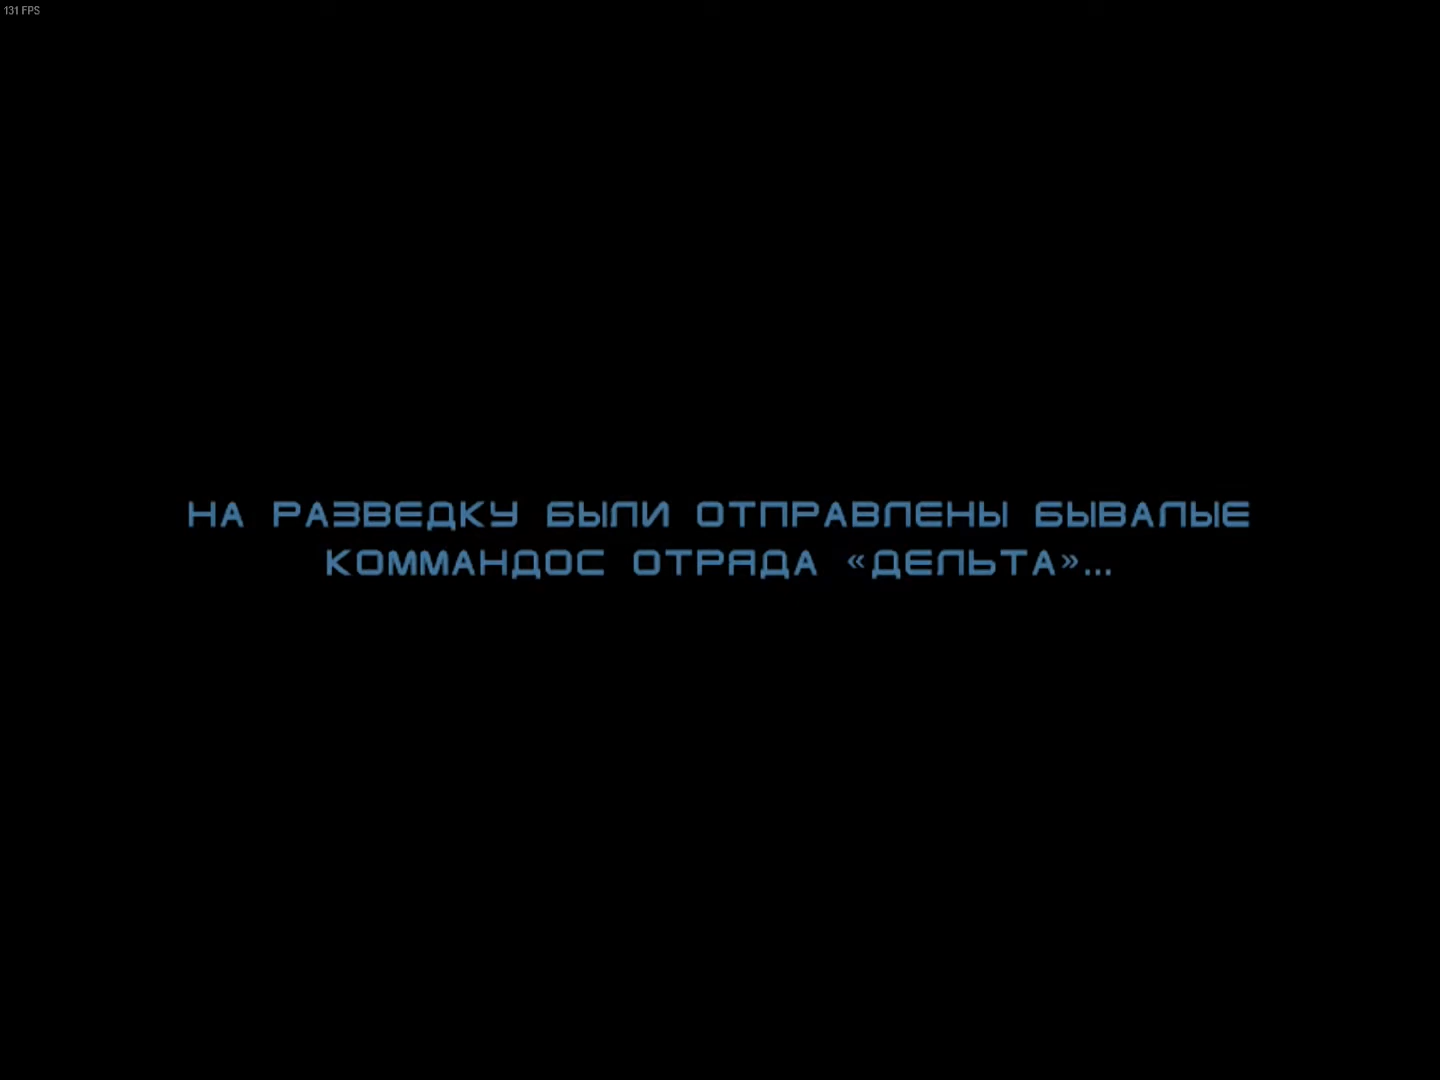 131 FPS
НА РАЗВЕДКУ БЫЛИ ОТПРАВЛЕНЫ БЫВАЛЫЕ
КОММАНДОС ОТРЯДА «ДЕЛЬТА»...